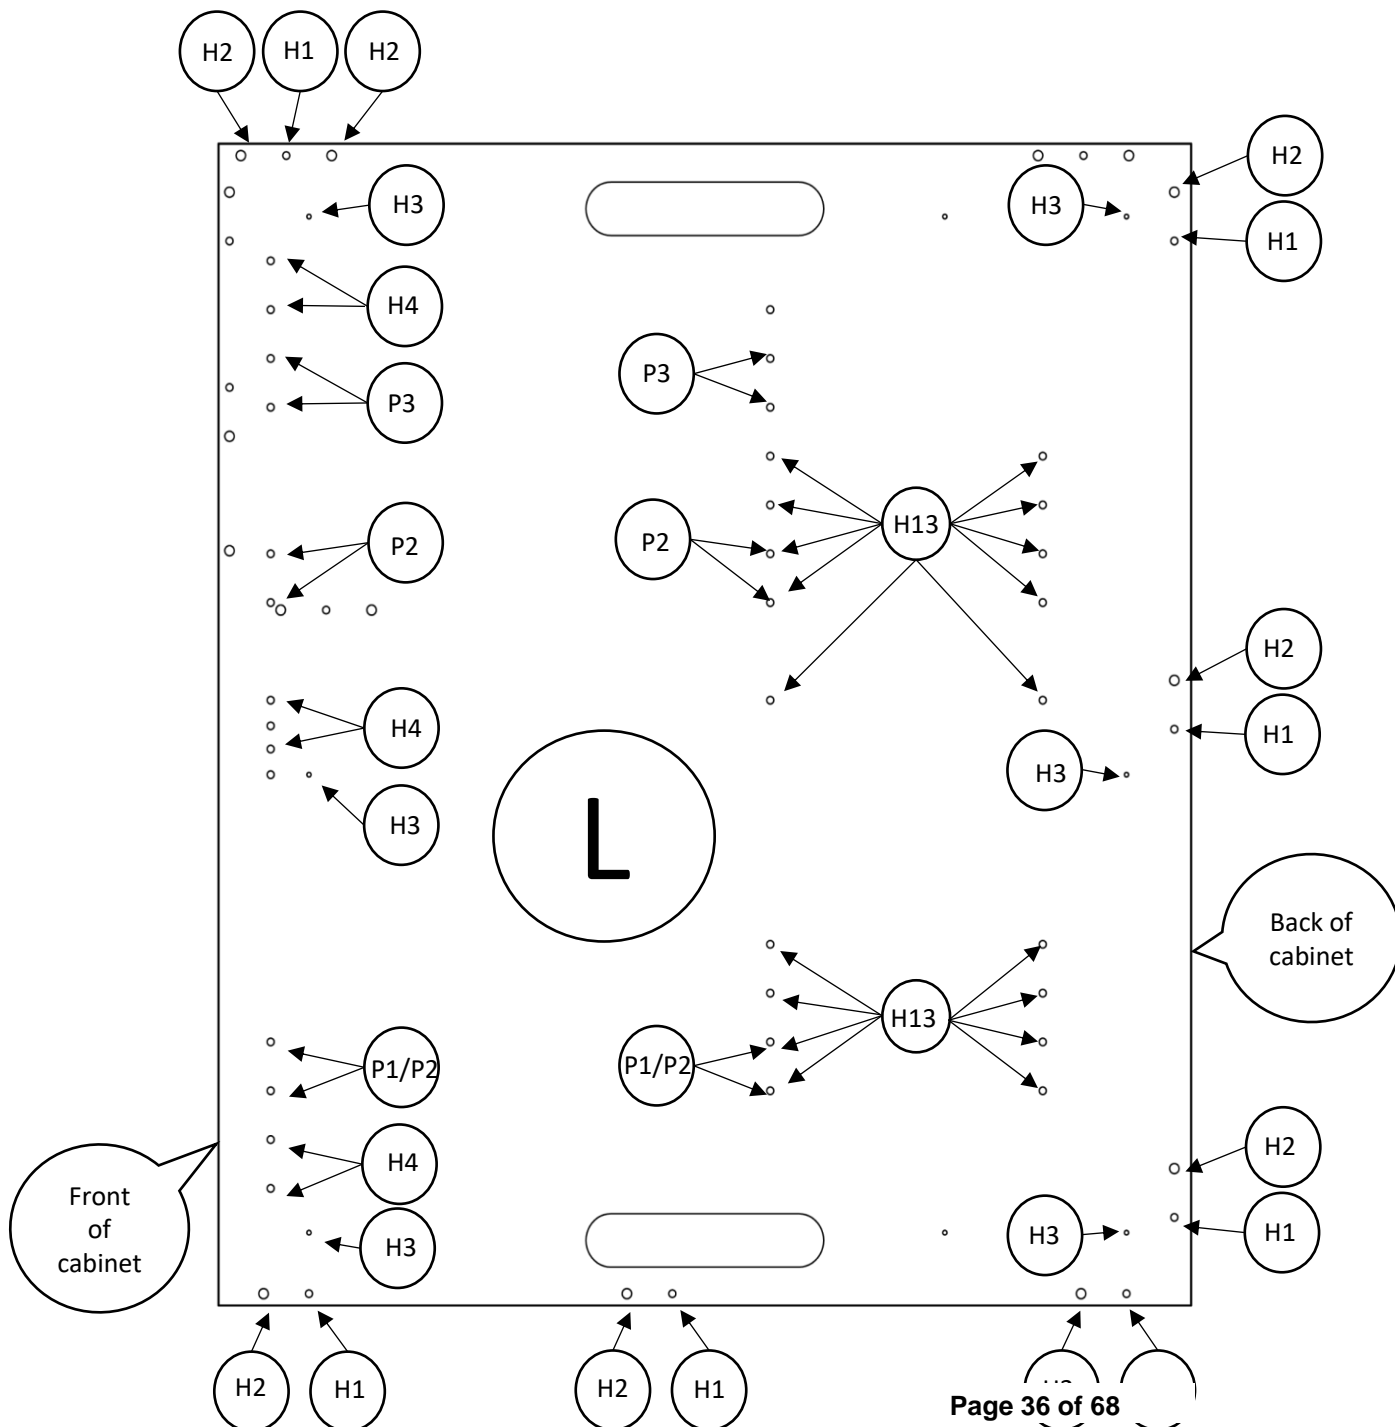 H2 H1 H2
H2
H3 H3
H1
H4
P3
P3
P2 P2 H13
H2
H4 H1
H3
H3
L
Back of
cabinet
H13
P1/P2 P1/P2
H4 H2
Front
of
cabinet
H3 H3 H1
H2 H1 H2 H1
Page 36 of 68